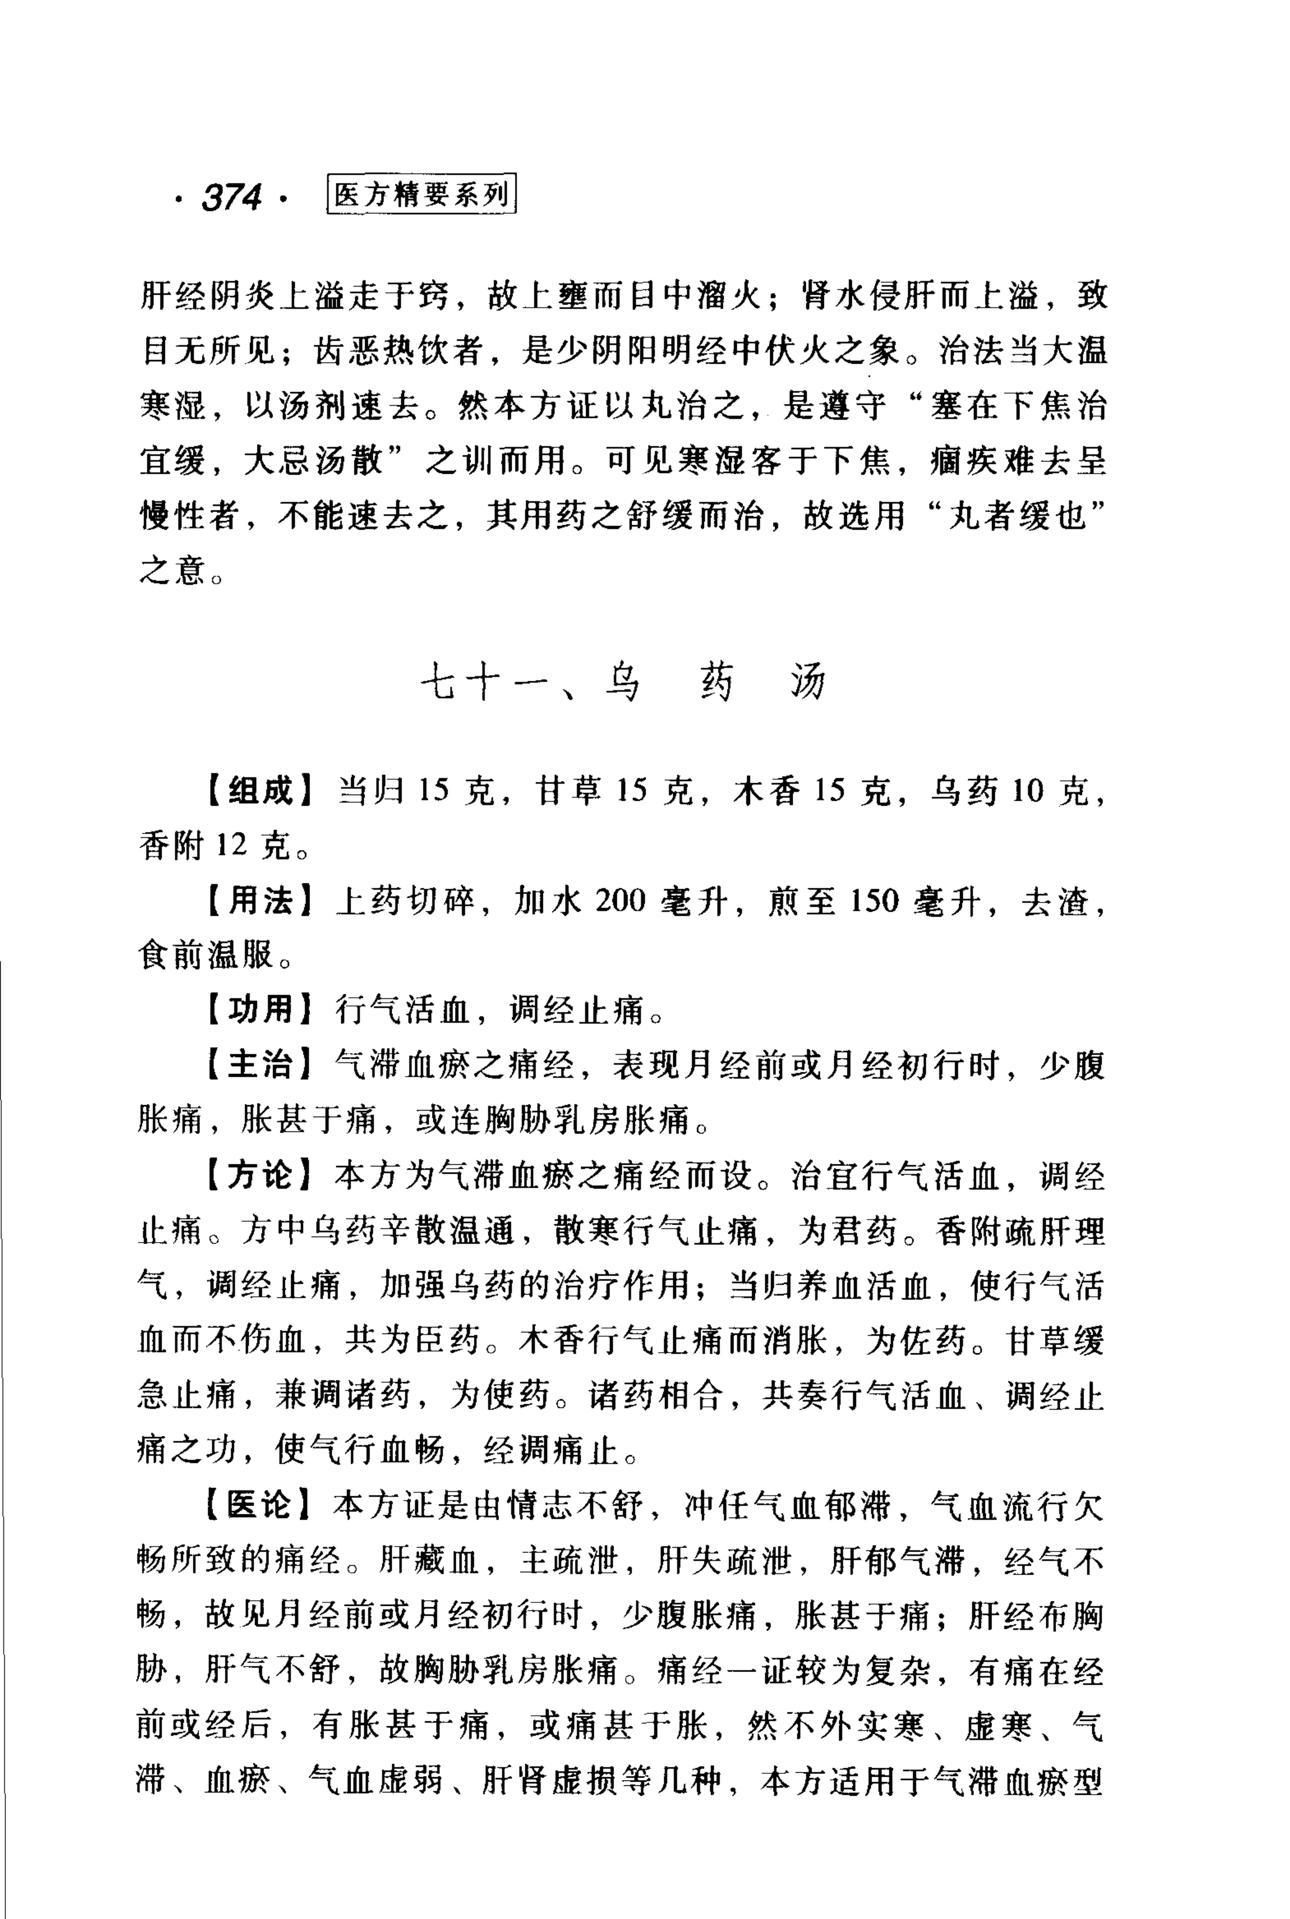 · 374 · 医方精要系列
肝经阴炎上溢走于窍，故上壅而目中溜火；肾水侵肝而上溢，致
目无所见；齿恶热饮者，是少阴阳明经中伏火之象。治法当大温
寒湿，以汤剂速去。然本方证以丸治之，是遵守“塞在下焦治
宜缓，大忌汤散”之训而用。可见寒湿客于下焦，痼疾难去呈
慢性者，不能速去之，其用药之舒缓而治，故选用“丸者缓也”
之意。
七十一、乌 药 汤
【组成】当归 15 克，甘草 15 克，木香 15 克，乌药 10 克，
香附 12 克。
【用法】上药切碎，加水 200 毫升，煎至 150 毫升，去渣，
食前温服。
【功用】行气活血，调经止痛。
【主治】气滞血瘀之痛经，表现月经前或月经初行时，少腹
胀痛，胀甚于痛，或连胸胁乳房胀痛。
【方论】本方为气滞血瘀之痛经而设。治宜行气活血，调经
止痛。方中乌药辛散温通，散寒行气止痛，为君药。香附疏肝理
气，调经止痛，加强乌药的治疗作用；当归养血活血，使行气活
血而不伤血，共为臣药。木香行气止痛而消胀，为佐药。甘草缓
急止痛，兼调诸药，为使药。诸药相合，共奏行气活血、调经止
痛之功，使气行血畅，经调痛止。
【医论】本方证是由情志不舒，冲任气血郁滞，气血流行欠
畅所致的痛经。肝藏血，主疏泄，肝失疏泄，肝郁气滞，经气不
畅，故见月经前或月经初行时，少腹胀痛，胀甚于痛；肝经布胸
胁，肝气不舒，故胸胁乳房胀痛。痛经一证较为复杂，有痛在经
前或经后，有胀甚于痛，或痛甚于胀，然不外实寒、虚寒、气
滞、血瘀、气血虚弱、肝肾虚损等几种，本方适用于气滞血瘀型